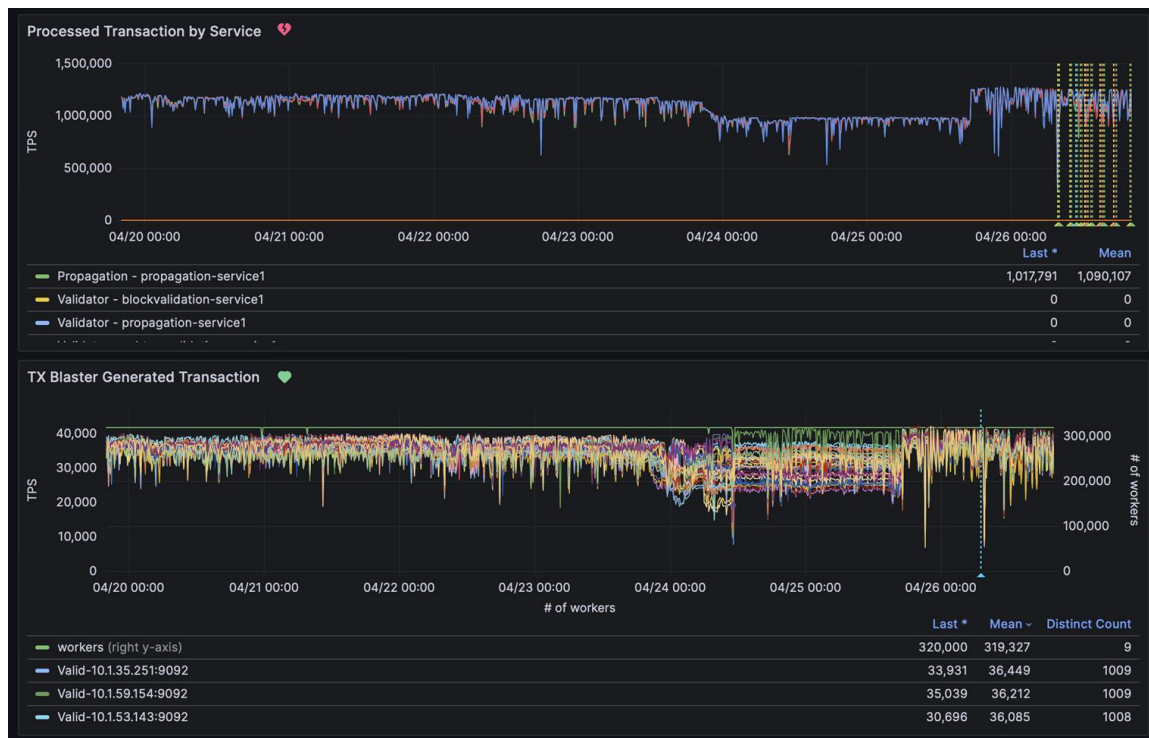 Processed Transaction by Service
1,500,000
1,000,000
500,000
0
TPS
04/20 00:00 04/21 00:00 04/22 00:00 04/23 00:00 04/24 00:00 04/25 00:00 04/26 00:00
Last * Mean
Propagation - propagation-service1 1,017,791 1,090,107
Validator - blockvalidation-service1 0 0
Validator - propagation-service1 0 0
TX Blaster Generated Transaction
40,000
30,000
20,000
10,000
0
TPS
300,000
200,000
100,000
0
# of workers
04/20 00:00 04/21 00:00 04/22 00:00 04/23 00:00 04/24 00:00 04/25 00:00 04/26 00:00
# of workers
Last * Mean Distinct Count
workers (right y-axis) 320,000 319,327 9
Valid-10.1.35.251:9092 33,931 36,449 1009
Valid-10.1.59.154:9092 35,039 36,212 1009
Valid-10.1.53.143:9092 30,696 36,085 1008